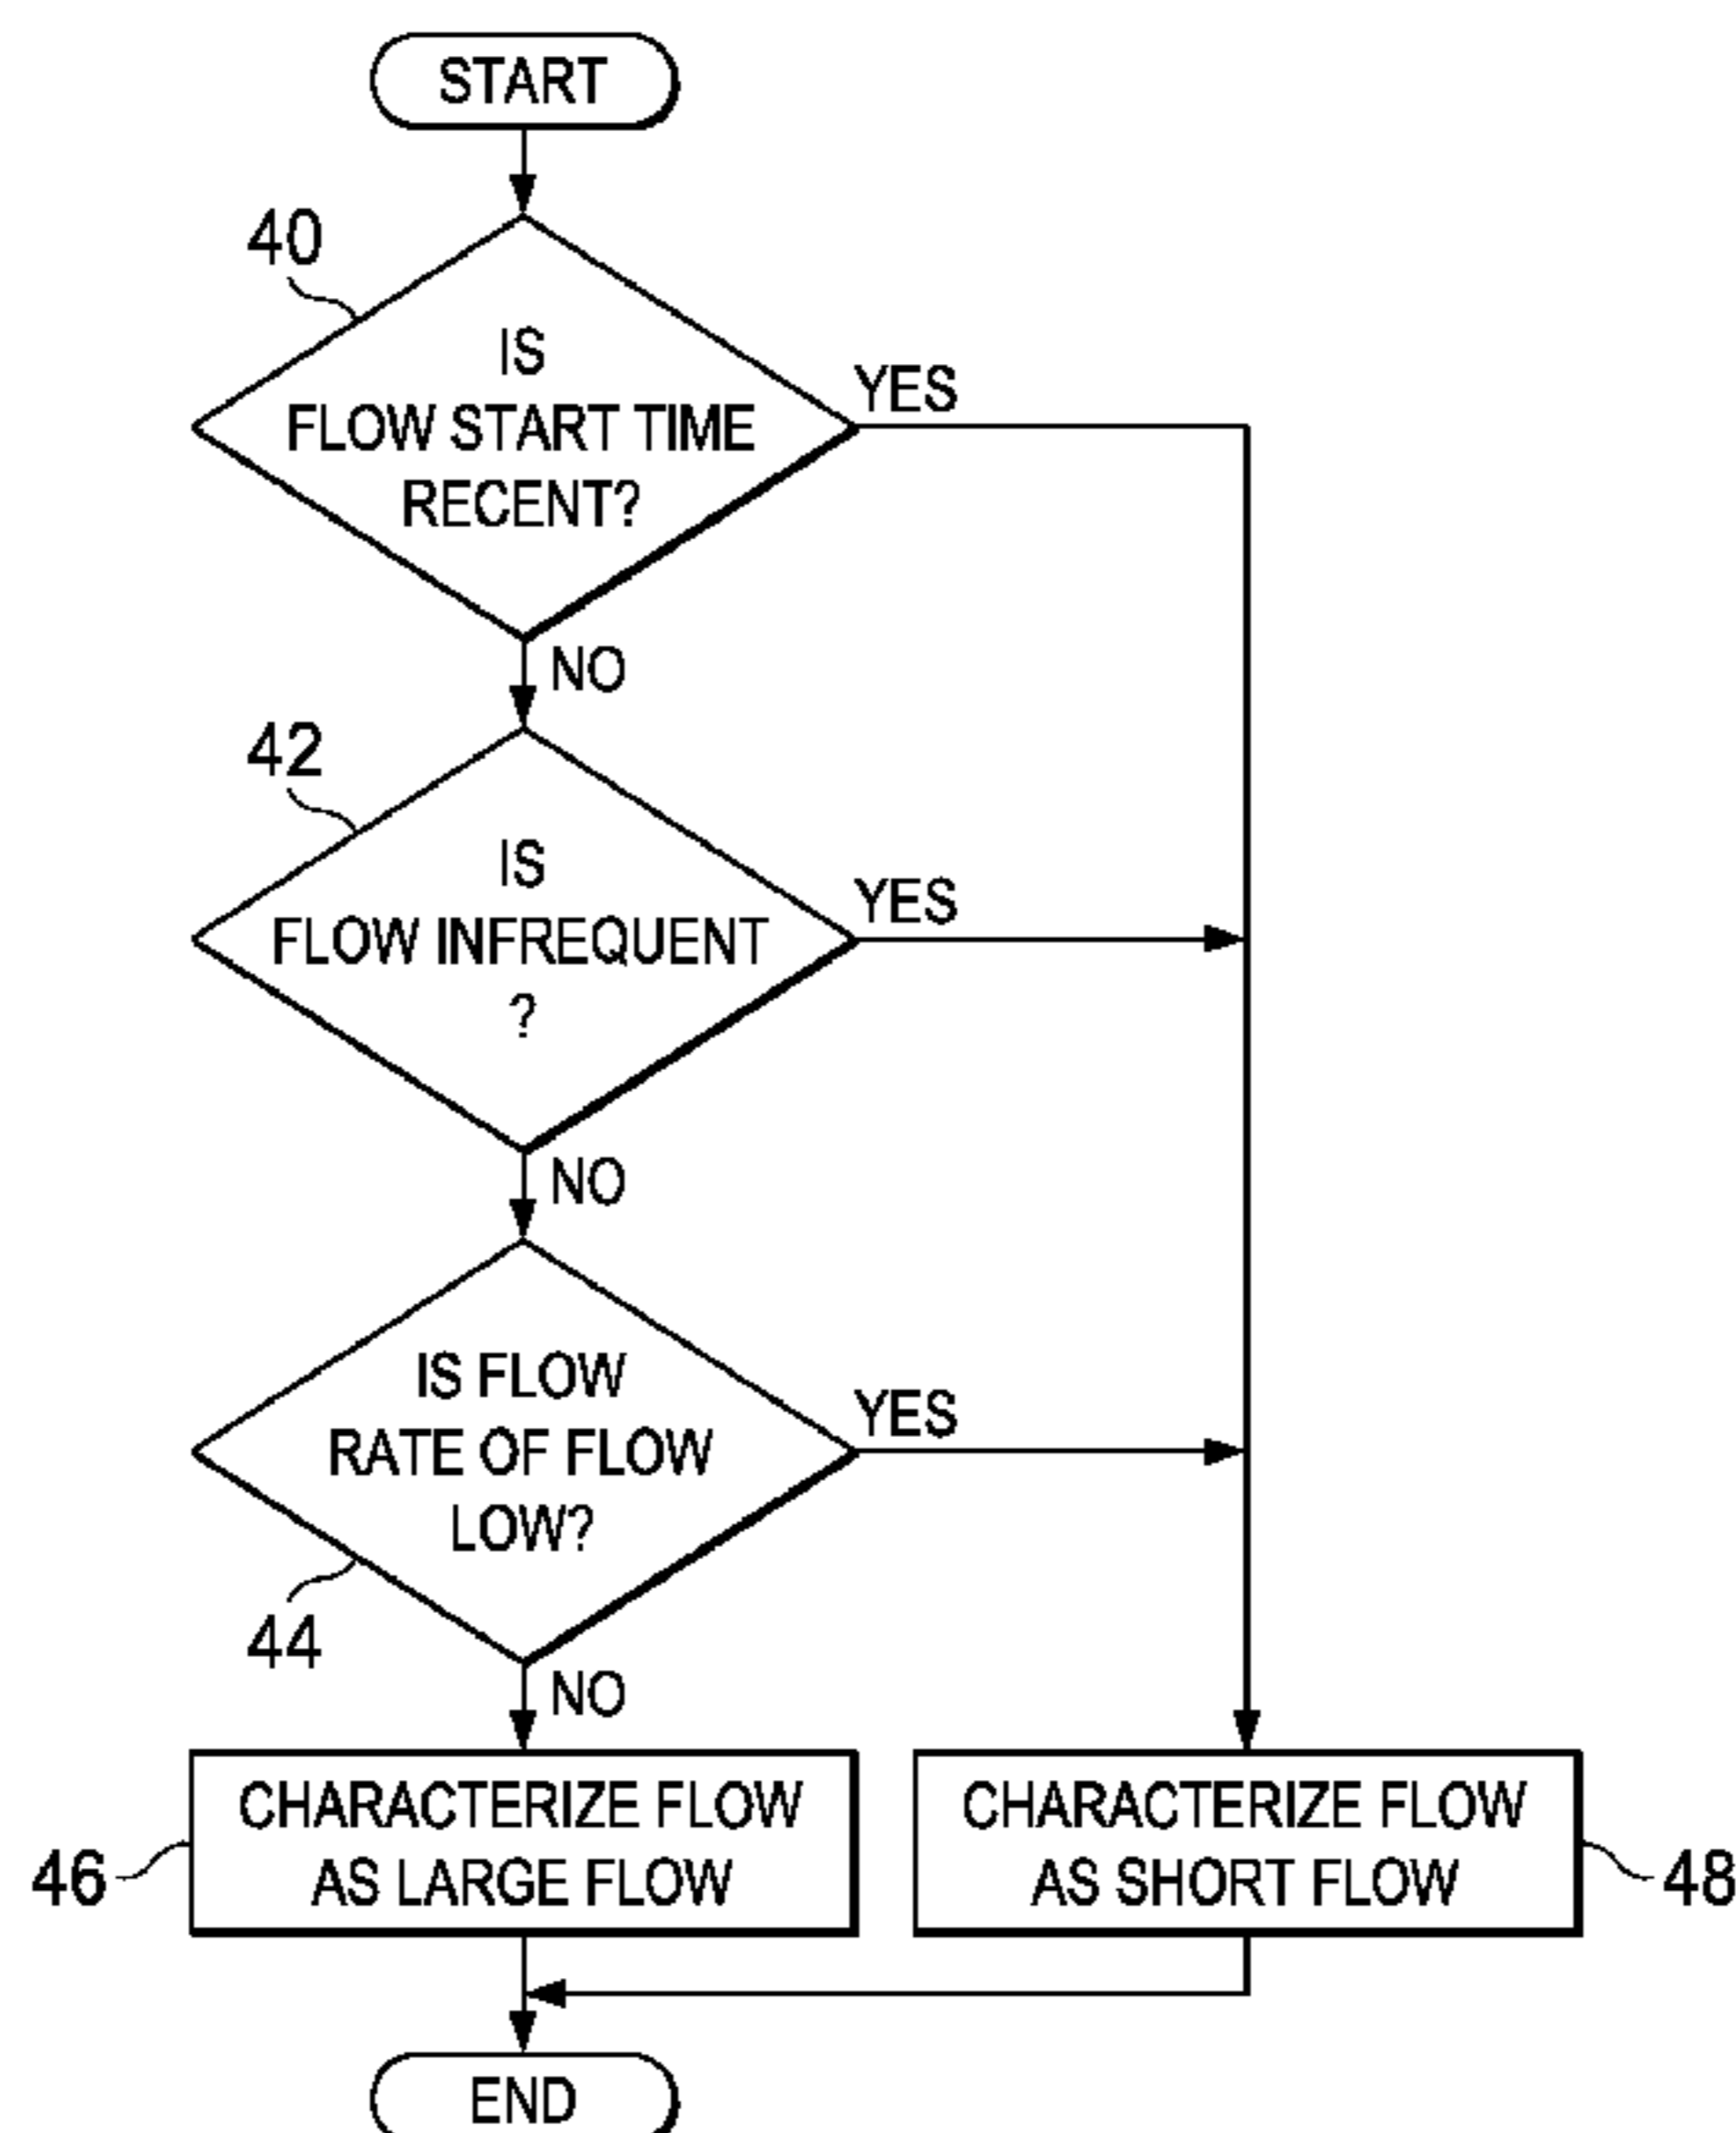 START
40
IS
FLOW START TIME
RECENT?
YES
NO
42
IS
FLOW INFREQUENT
?
YES
NO
IS FLOW
RATE OF FLOW
LOW?
YES
44
NO
46
CHARACTERIZE FLOW
AS LARGE FLOW
CHARACTERIZE FLOW
AS SHORT FLOW
48
END